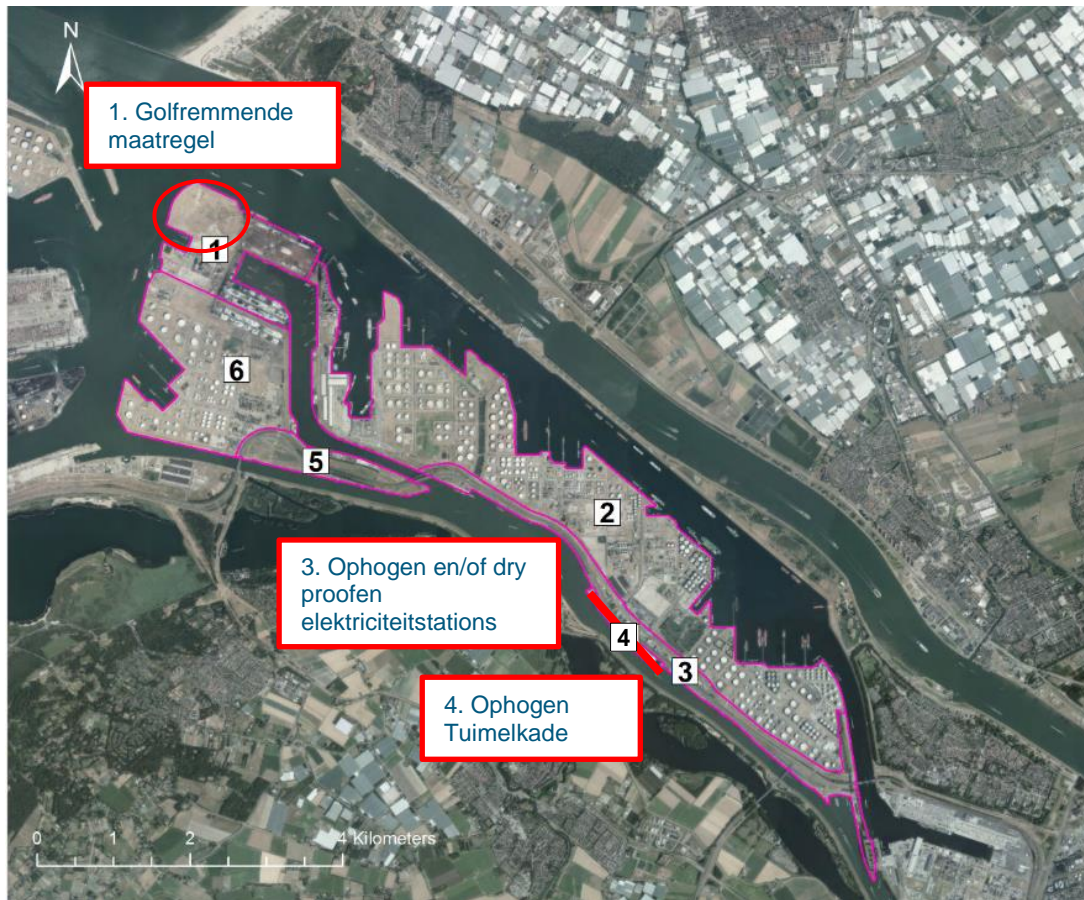 N
1. Golfremmende
maatregel
1
6
5
2
3. Ophogen en/of dry
proofen
elektriciteitstations
4
3
4. Ophogen
Tuimelkade
0 1 2 4 Kilometers